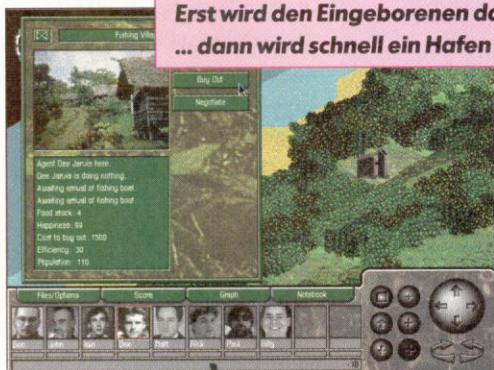 Erst wird den Eingeborenen da
... dann wird schnell ein Hafen
Fishing Villa
Buy Out
Negotiate
Agent Dee Jarvis here.
Dee Jarvis is doing nothing.
Awaiting arrival of fishing boat
Awaiting arrival of fishing boat
Food stock: 4
Happiness: 99
Cost to buy out: 1500
Efficiency: 30
Population: 110
Files/Options Score Graph Notebook
Bob John Dee Matt Rick Paul Billy